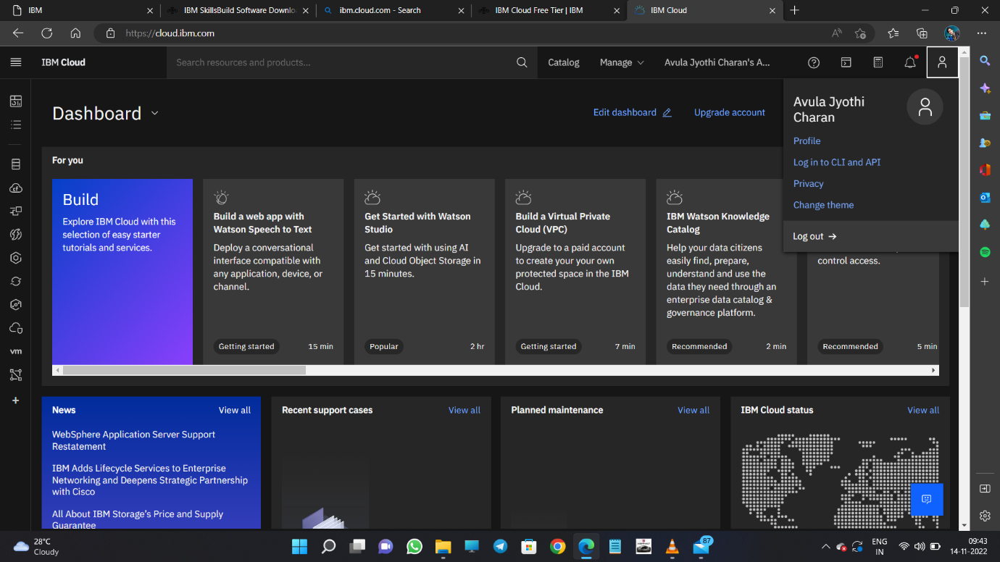 IBM
IBM SkillsBuild Software Downlo
ibm.cloud.com - Search
IBM Cloud Free Tier | IBM
IBM Cloud
https://cloud.ibm.com
IBM Cloud
Search resources and products...
Catalog
Manage
Avula Jyothi Charan's A...
Dashboard
Edit dashboard
Upgrade account
Avula Jyothi
Charan
Profile
Log in to CLI and API
Privacy
Change theme
Log out
For you
Build
Explore IBM Cloud with this
selection of easy starter
tutorials and services.
Build a web app with
Watson Speech to Text
Deploy a conversational
interface compatible with
any application, device, or
channel.
Getting started
15 min
Get Started with Watson
Studio
Get started with using AI
and Cloud Object Storage in
15 minutes.
Popular
2 hr
Build a Virtual Private
Cloud (VPC)
Upgrade to a paid account
to create your your own
protected space in the IBM
Cloud.
Getting started
7 min
IBM Watson Knowledge
Catalog
Help your data citizens
easily find, prepare,
understand and use the
data they need through an
enterprise data catalog &
governance platform.
Recommended
2 min
control access.
Recommended
5 min
vm
News
View all
WebSphere Application Server Support
Restatement
IBM Adds Lifecycle Services to Enterprise
Networking and Deepens Strategic Partnership
with Cisco
All About IBM Storage's Price and Supply
Guarantee
Recent support cases
View all
Planned maintenance
View all
IBM Cloud status
View all
28°C
Cloudy
87
ENG
IN
09:43
14-11-2022